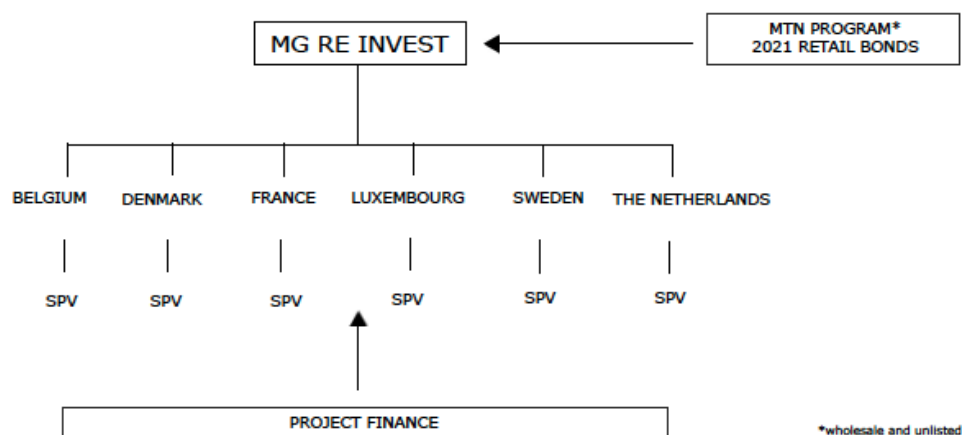 MG RE INVEST
MTN PROGRAM*
2021 RETAIL BONDS
BELGIUM DENMARK FRANCE LUXEMBOURG SWEDEN THE NETHERLANDS
SPV SPV SPV SPV SPV SPV
PROJECT FINANCE
*wholesale and unlisted